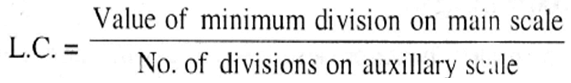 L.C. = Value of minimum division on main scale
No. of divisions on auxillary scale